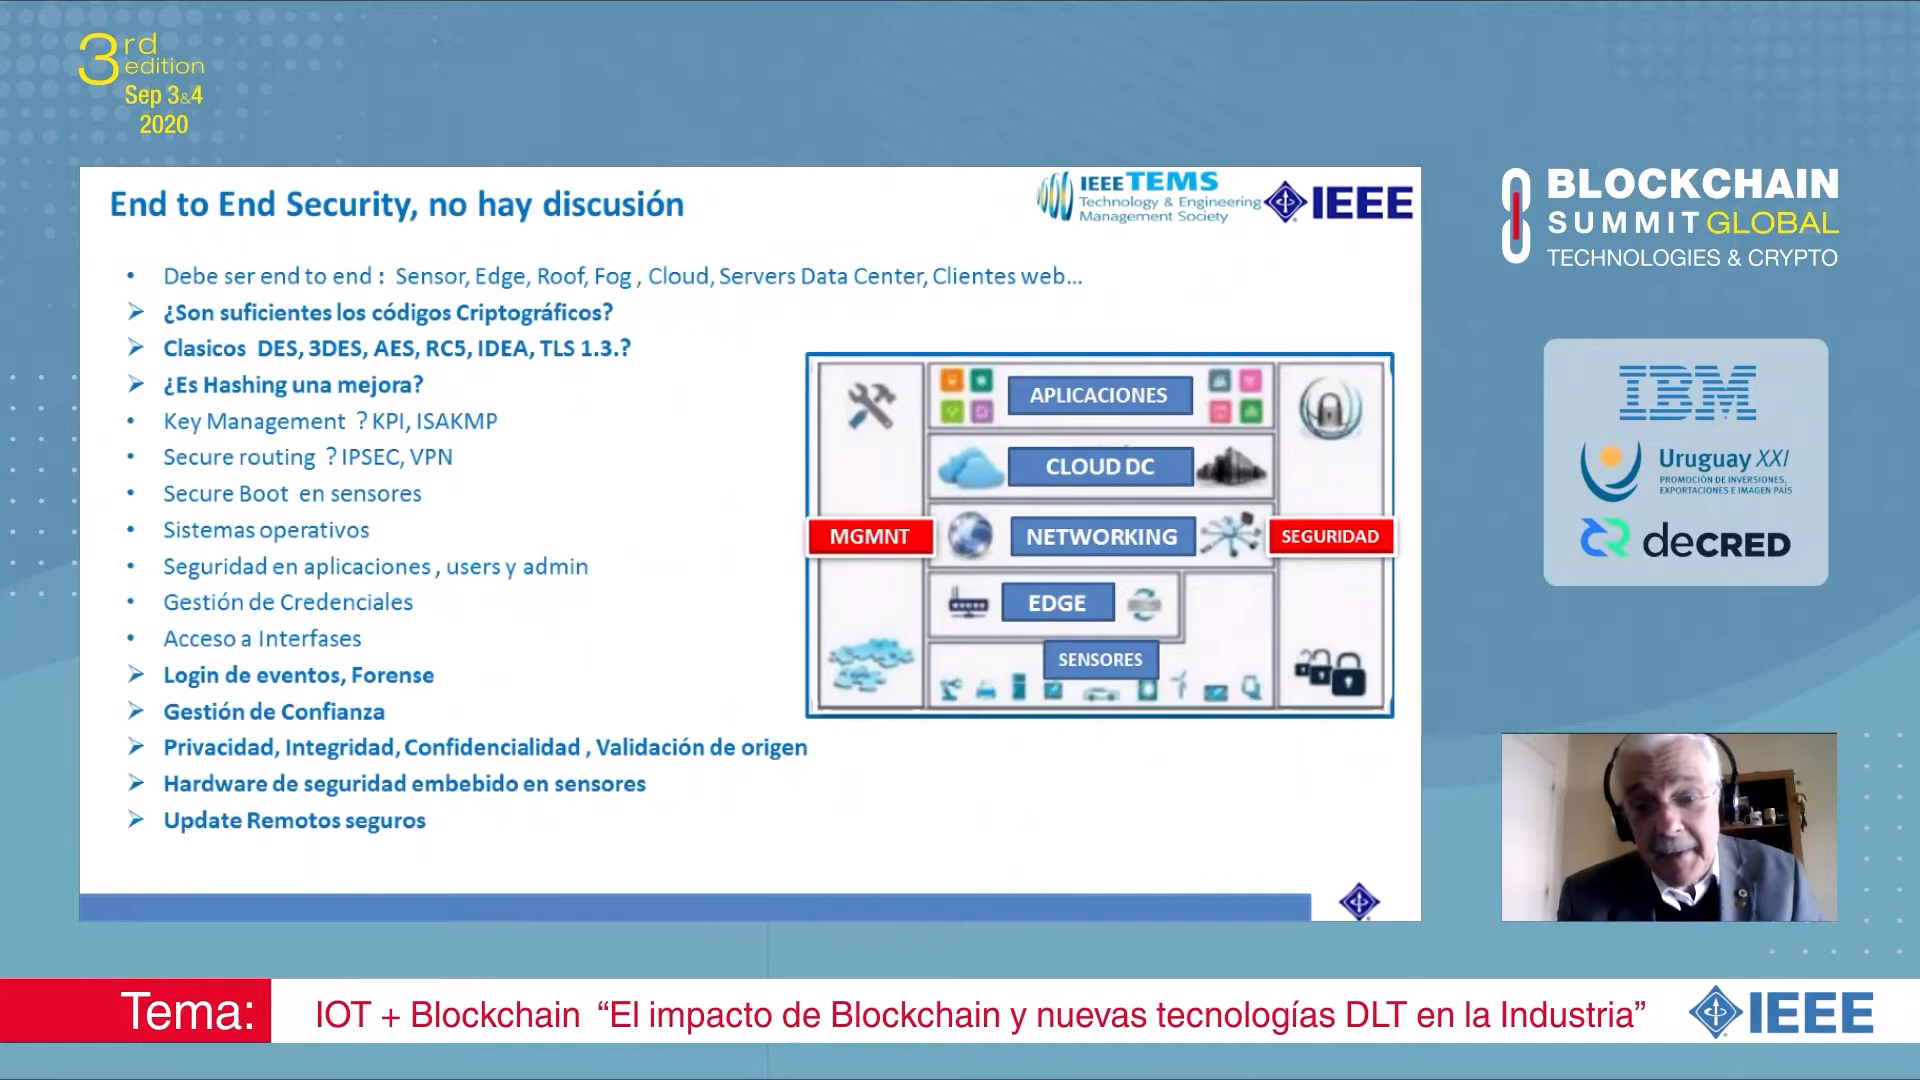 3rd edition
Sep 3&4
2020
End to End Security, no hay discusión
IEEE TEMS
Technology & Engineering
Management Society
IEEE
• Debe ser end to end : Sensor, Edge, Roof, Fog , Cloud, Servers Data Center, Clientes web...
➢ ¿Son suficientes los códigos Criptográficos?
➢ Clasicos DES, 3DES, AES, RC5, IDEA, TLS 1.3.?
➢ ¿Es Hashing una mejora?
• Key Management ? KPI, ISAKMP
• Secure routing ? IPSEC, VPN
• Secure Boot en sensores
• Sistemas operativos
• Seguridad en aplicaciones , users y admin
• Gestión de Credenciales
• Acceso a Interfases
➢ Login de eventos, Forense
➢ Gestión de Confianza
➢ Privacidad, Integridad, Confidencialidad , Validación de origen
➢ Hardware de seguridad embebido en sensores
➢ Update Remotos seguros
APLICACIONES
CLOUD DC
MGMNT
NETWORKING
SEGURIDAD
EDGE
SENSORES
BLOCKCHAIN
SUMMIT GLOBAL
TECHNOLOGIES & CRYPTO
IBM
Uruguay XXI
PROMOCIÓN DE INVERSIONES,
EXPORTACIONES E IMAGEN PAÍS
deCRED
Tema:
IOT + Blockchain “El impacto de Blockchain y nuevas tecnologías DLT en la Industria”
IEEE